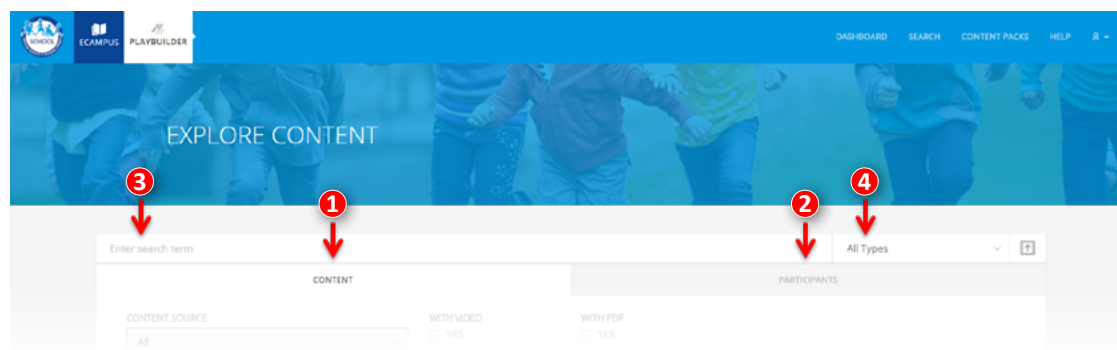 SCHOOL
ECAMPUS
PLAYBUILDER
DASHBOARD SEARCH CONTENT PACKS HELP
EXPLORE CONTENT
3
1
2
4
Enter search term
All Types
CONTENT
PARTICIPANTS
CONTENT SOURCE
WITH VIDEO
WITH PDF
All
YES
YES